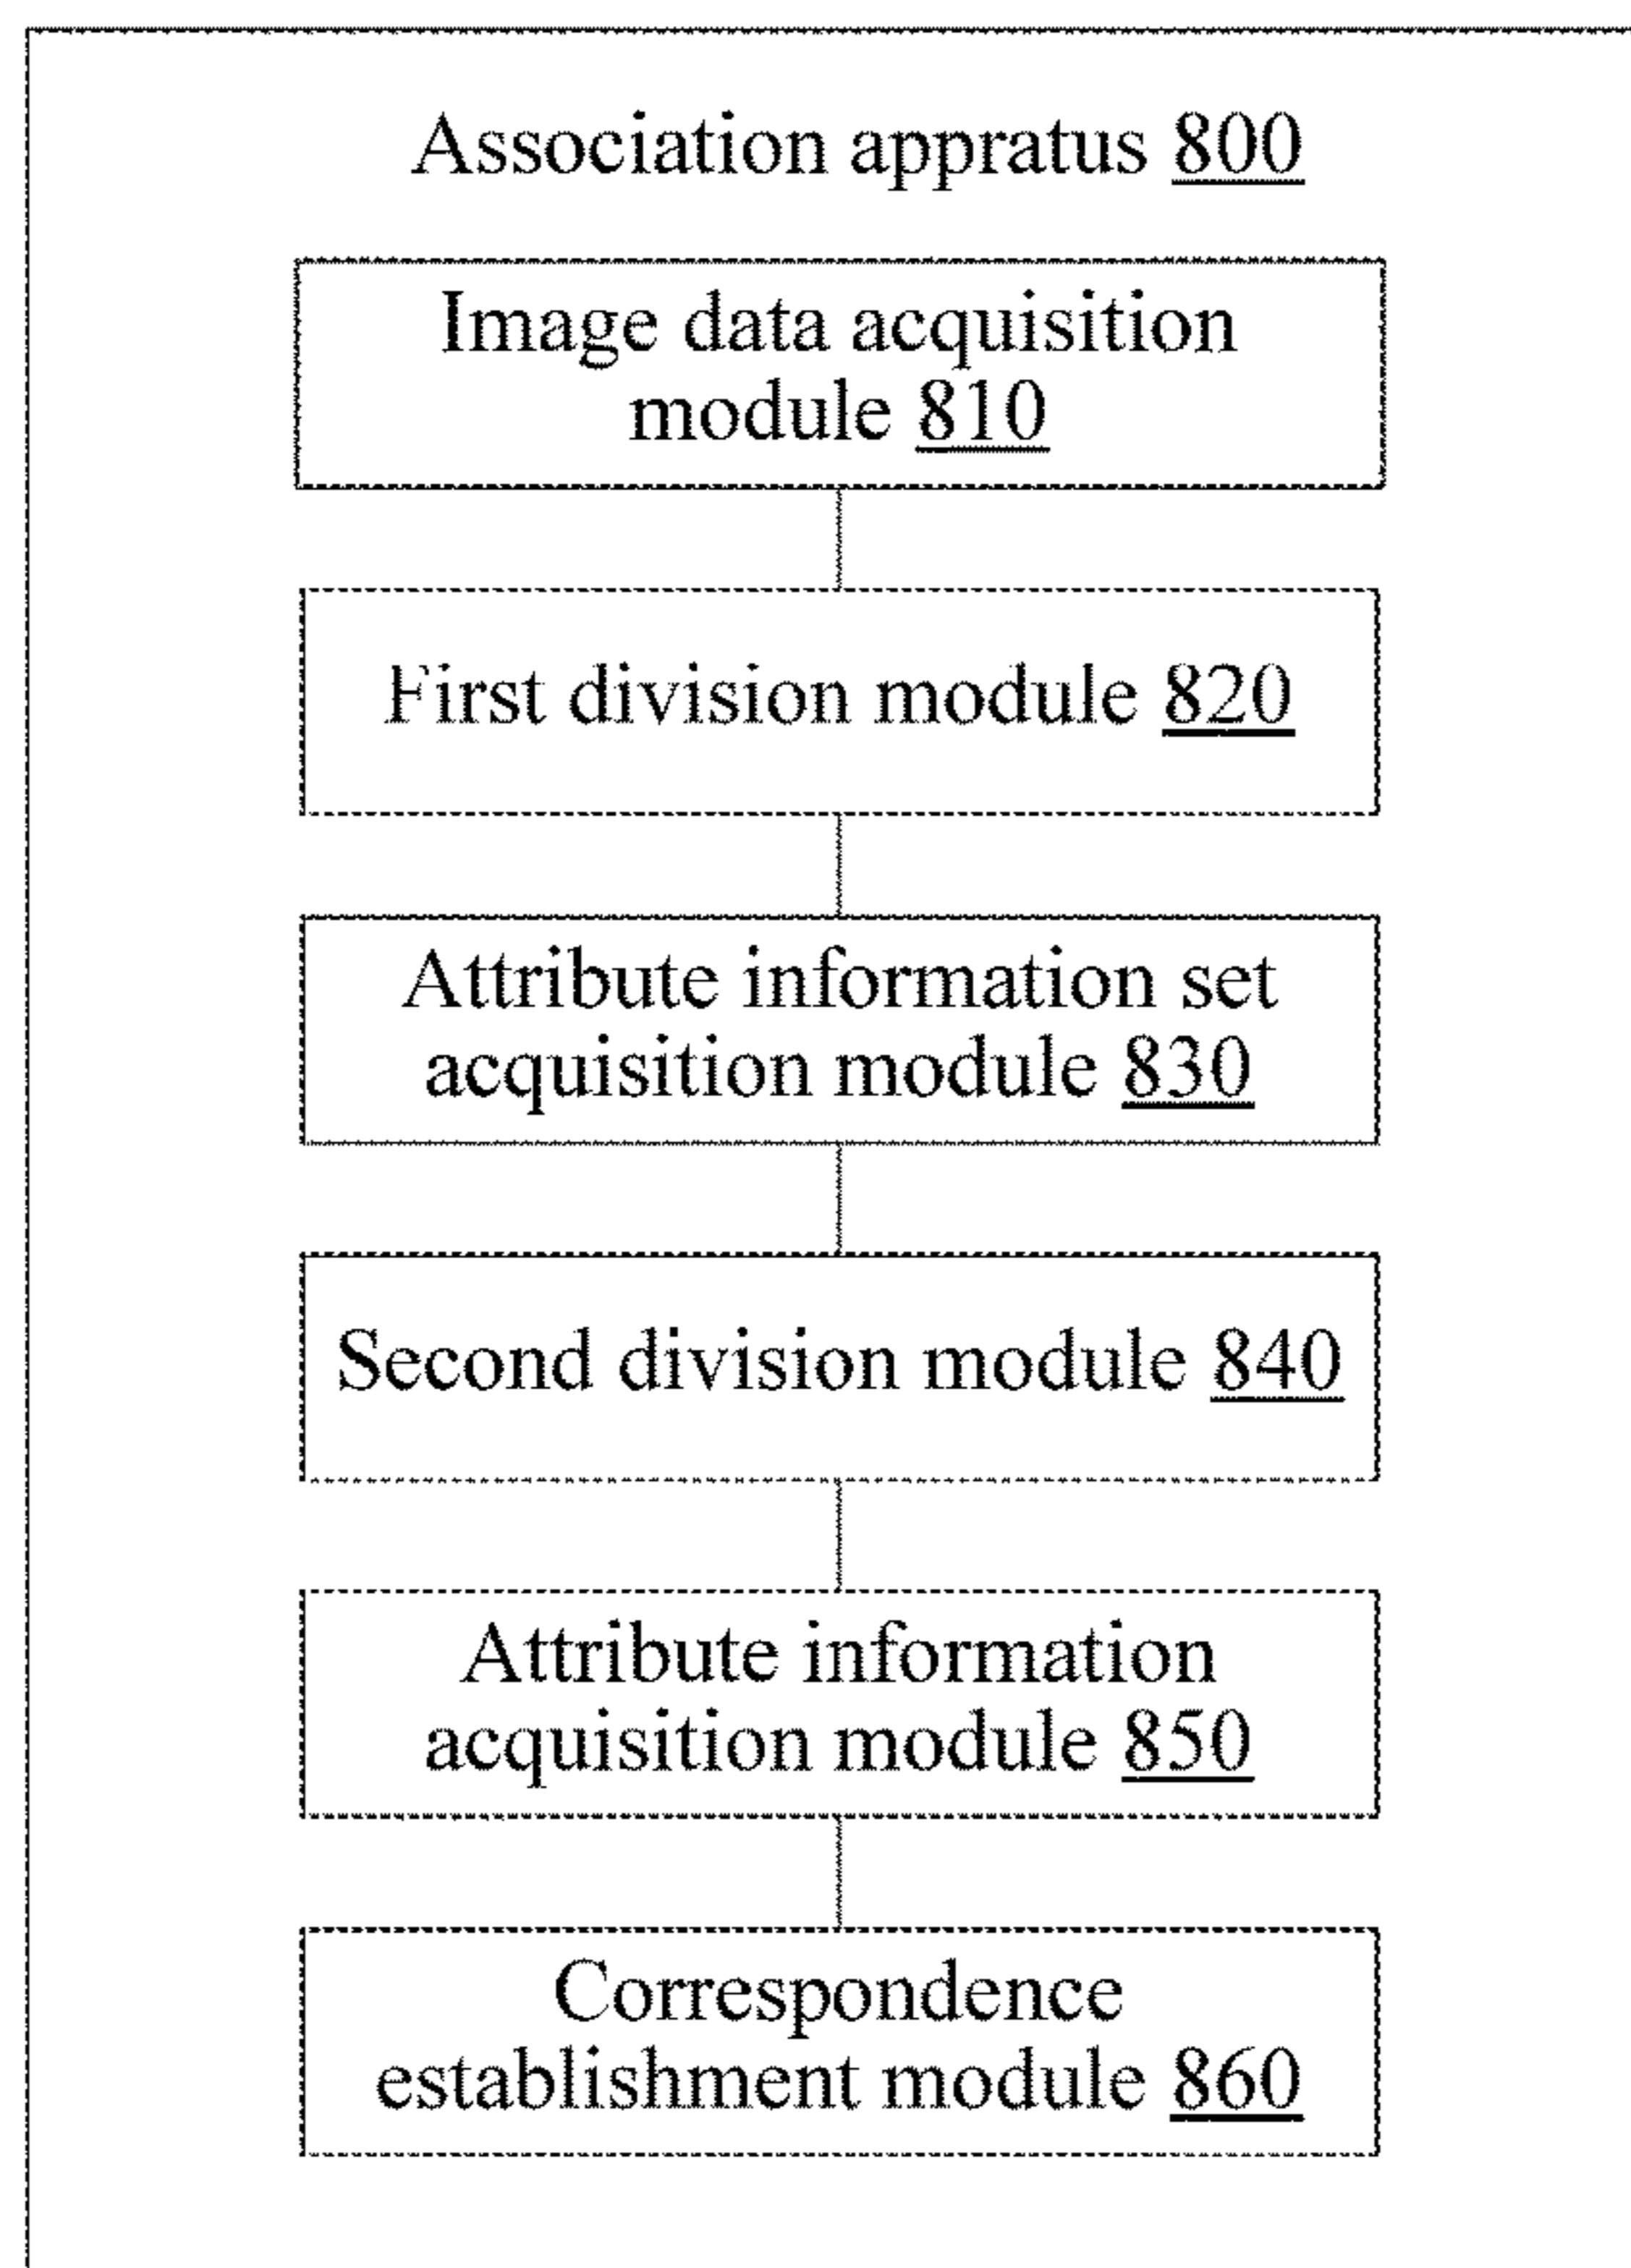 Association appratus 800
Image data acquisition
module 810
First division module 820
Attribute information set
acquisition module 830
Second division module 840
Attribute information
acquisition module 850
Correspondence
establishment module 860